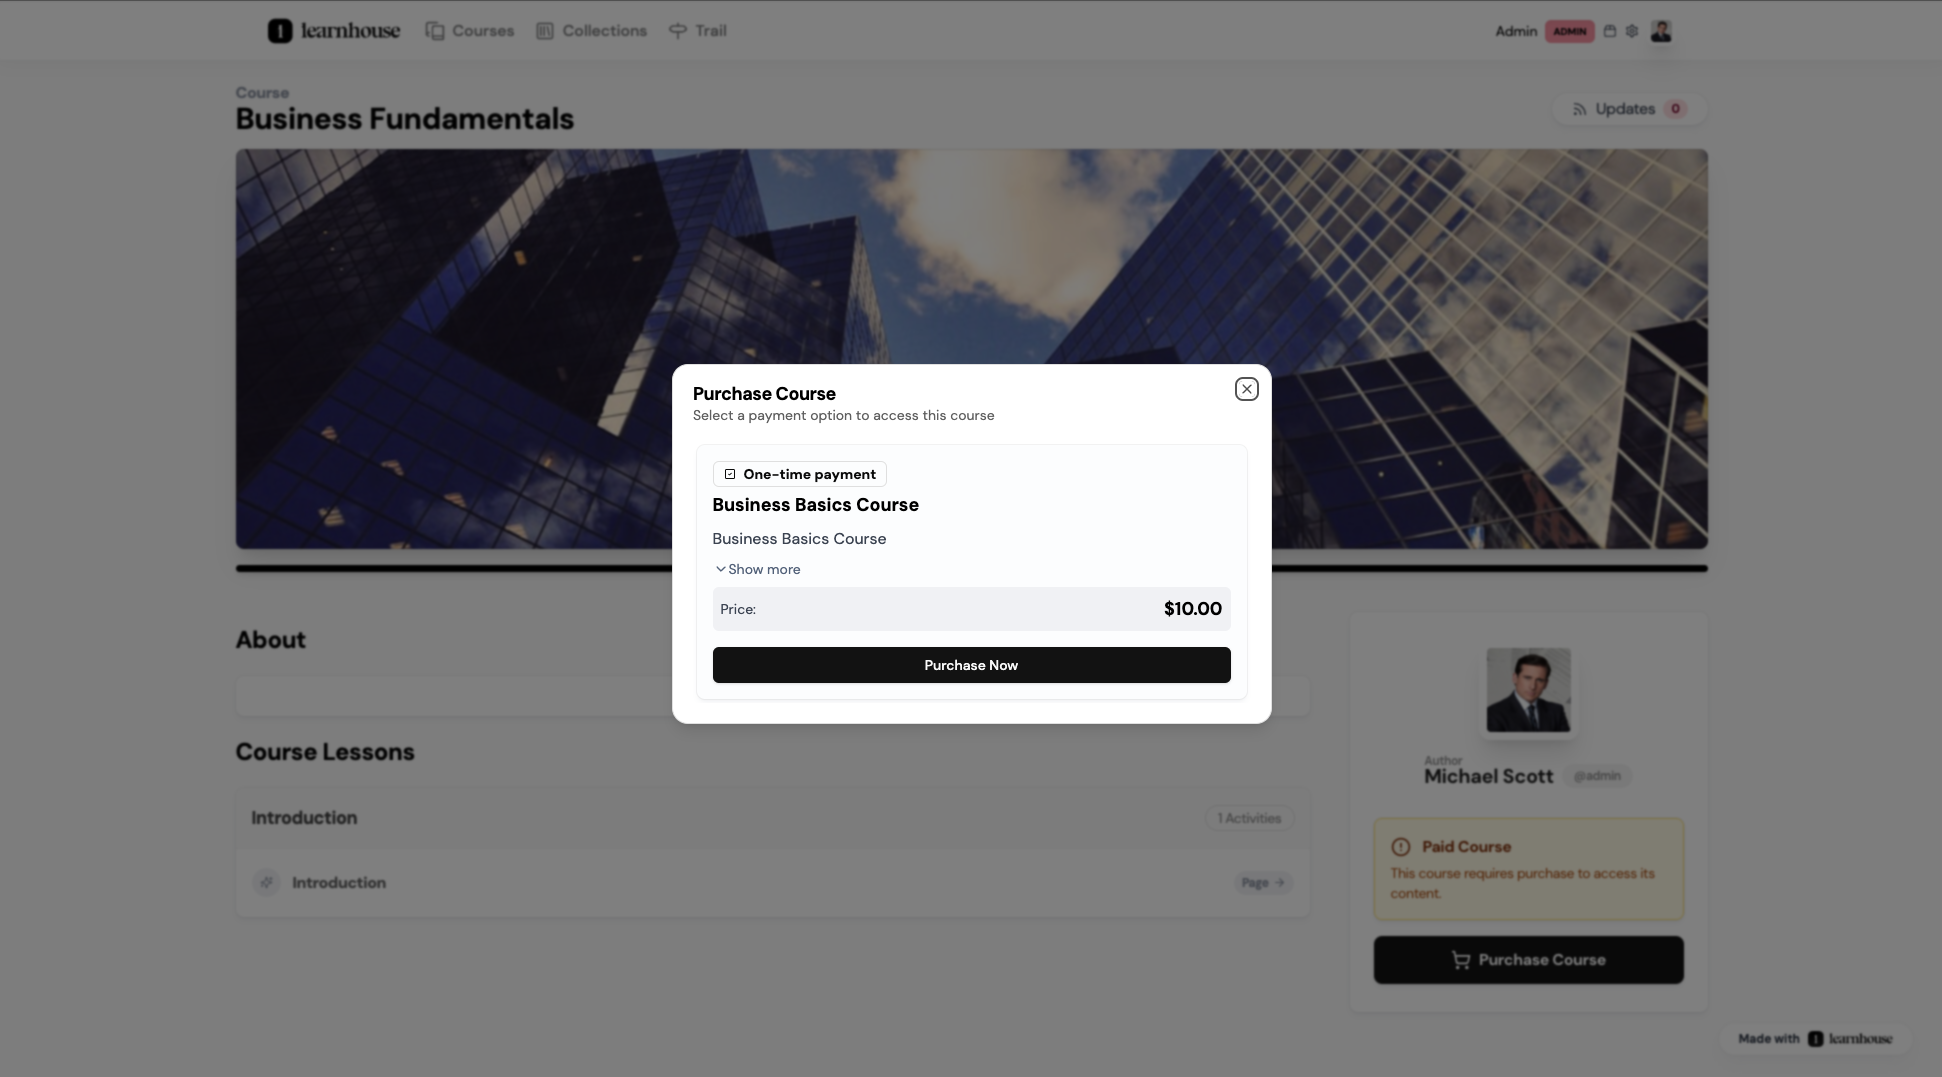 learnhouse
Courses
Collections
Trail
Admin
ADMIN
Course
Business Fundamentals
Updates 0
Purchase Course
Select a payment option to access this course
One-time payment
Business Basics Course
Business Basics Course
Show more
Price:
$10.00
Purchase Now
About
Course Lessons
Introduction
1 Activities
Introduction
Page →
Author
Michael Scott
@admin
Paid Course
This course requires purchase to access its
content.
Purchase Course
Made with learnhouse